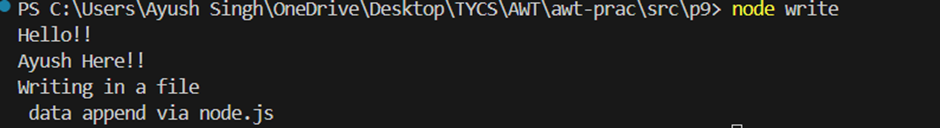 PS C:\Users\Ayush Singh\OneDrive\Desktop\TYCS\AWT\awt-prac\src\p9> node write
Hello!!
Ayush Here!!
Writing in a file
 data append via node.js